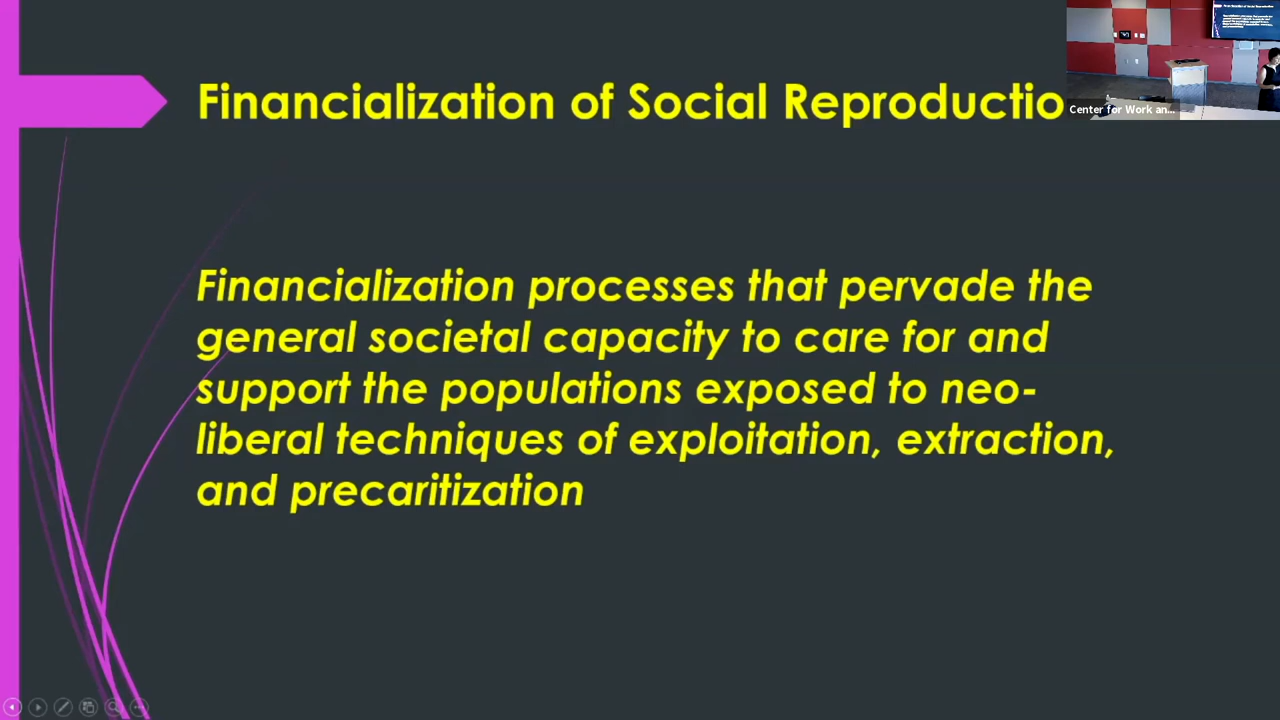 Financialization of Social Reproductio
Center for Work an...
Financialization processes that pervade the
general societal capacity to care for and
support the populations exposed to neo-
liberal techniques of exploitation, extraction,
and precaritization